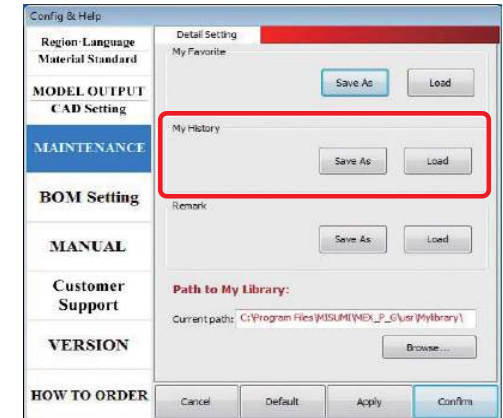 Config & Help
Region·Language
Material Standard
MODEL OUTPUT
CAD Setting
MAINTENANCE
BOM Setting
MANUAL
Customer
Support
VERSION
HOW TO ORDER
Detail Setting
My Favorite
Save As
Load
My History
Save As
Load
Remark
Save As
Load
Path to My Library:
Current path: C:\Program Files\MISUMI\MEX_P_G\usr\Mylibrary\
Browse...
Cancel
Default
Apply
Confirm